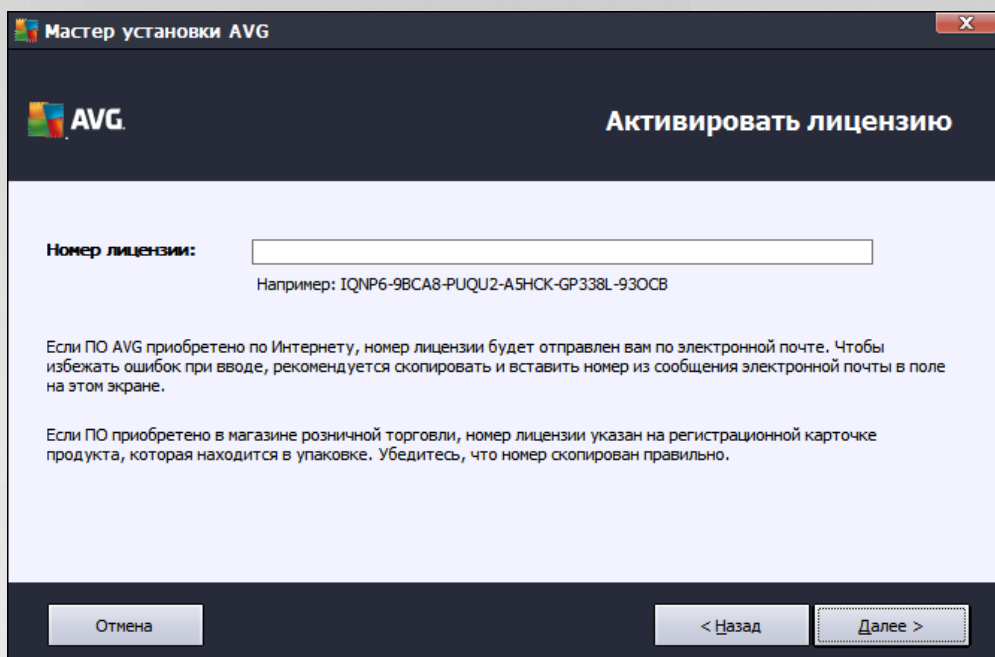 Мастер установки AVG
X
AVG.
Активировать лицензию
Номер лицензии:
Например: IQNP6-9BCA8-PUQU2-A5HCK-GP338L-93OCB
Если ПО AVG приобретено по Интернету, номер лицензии будет отправлен вам по электронной почте. Чтобы
избежать ошибок при вводе, рекомендуется скопировать и вставить номер из сообщения электронной почты в поле
на этом экране.
Если ПО приобретено в магазине розничной торговли, номер лицензии указан на регистрационной карточке
продукта, которая находится в упаковке. Убедитесь, что номер скопирован правильно.
Отмена
< Назад
Далее >